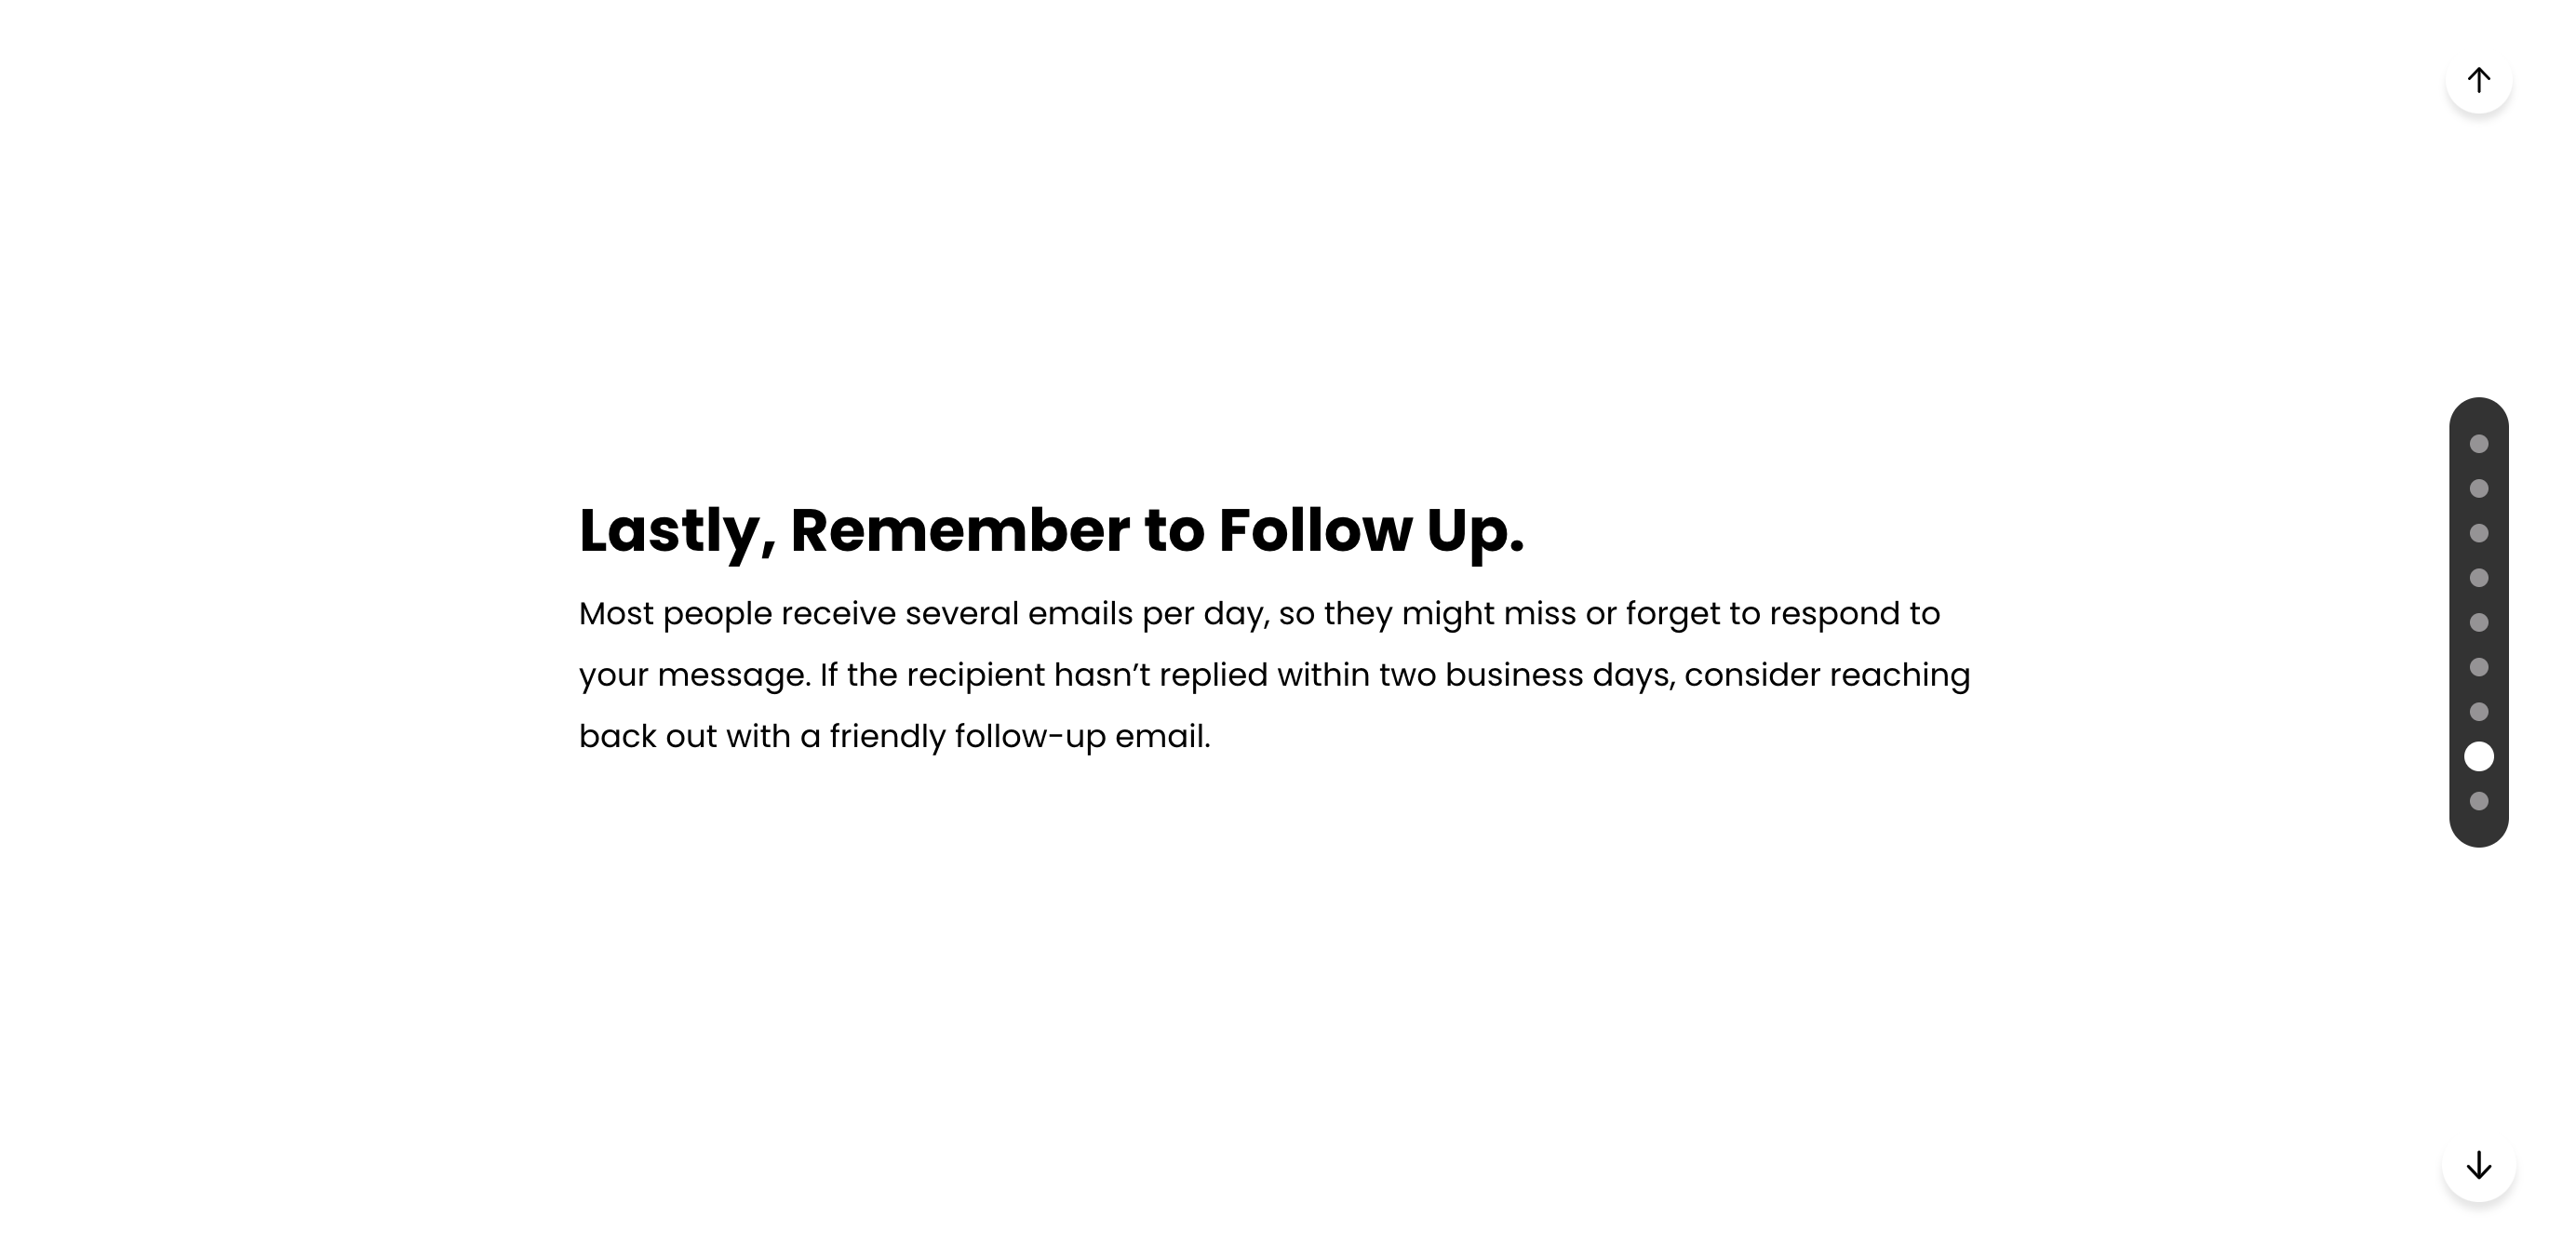 Lastly, Remember to Follow Up.
Most people receive several emails per day, so they might miss or forget to respond to
your message. If the recipient hasn’t replied within two business days, consider reaching
back out with a friendly follow-up email.